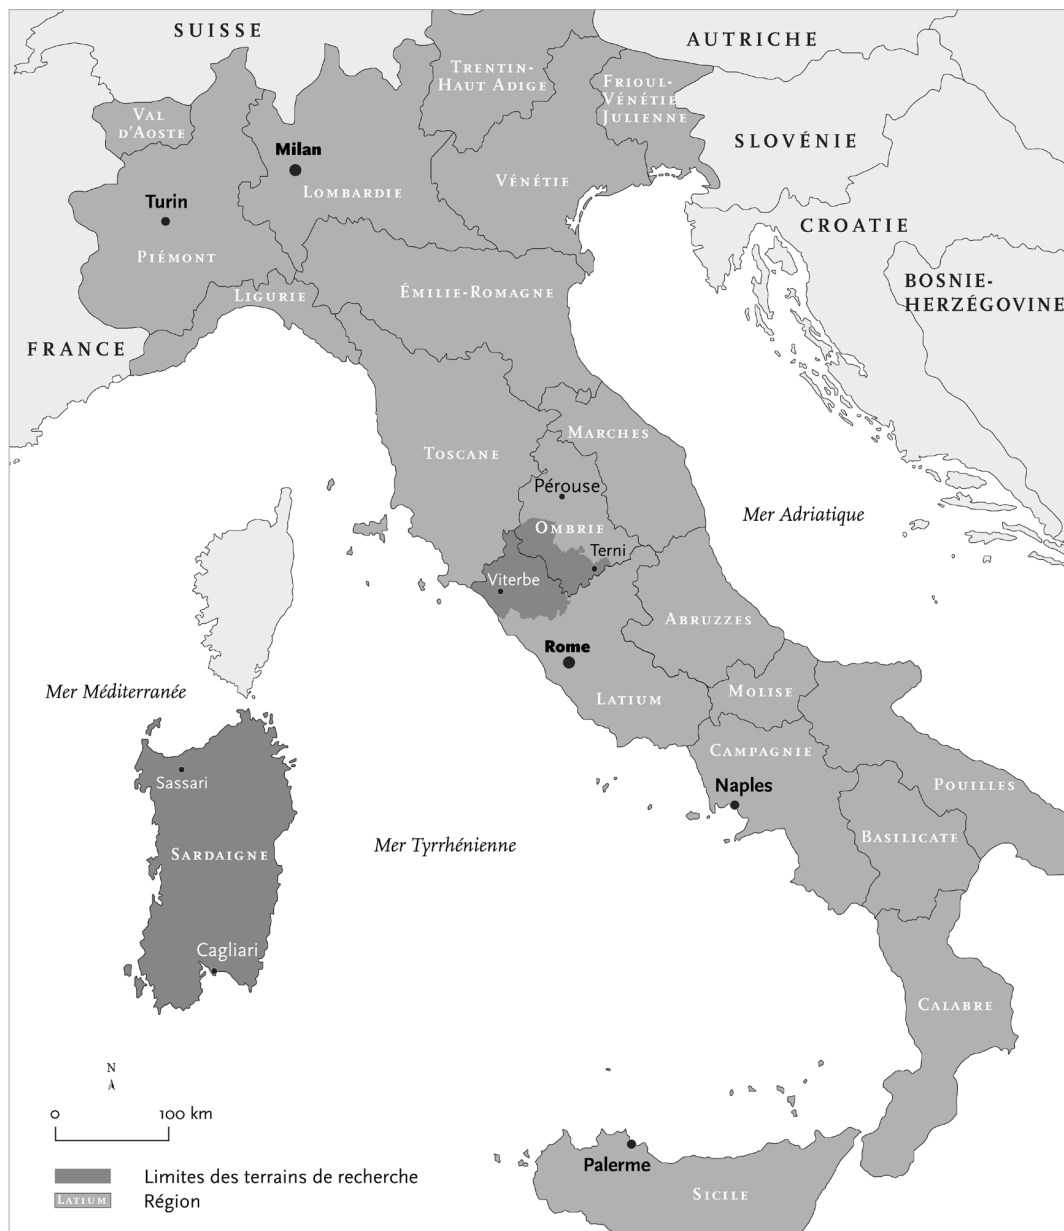 SUISSE
AUTRICHE
TRENTIN-
HAUT ADIGE
FRIOUL-
VÉNÉTIE
JULIENNE
VAL
D'AOSTE
SLOVÉNIE
Milan
LOMBARDIE
VÉNÉTIE
Turin
CROATIE
PIÉMONT
BOSNIE-
HERZÉGOVINE
LIGURIE
ÉMILIE-ROMAGNE
FRANCE
MARCHES
TOSCANE
Pérouse
Mer Adriatique
OMBRIE
Terni
Viterbe
ABRUZZES
Rome
Mer Méditerranée
LATIUM
MOLISE
CAMPAGNIE
Sassari
Naples
POUILLES
BASILICATE
Mer Tyrrhénienne
SARDAIGNE
Cagliari
CALABRE
N
0 100 km
Palerme
Limites des terrains de recherche
SICILE
LATIUM Région